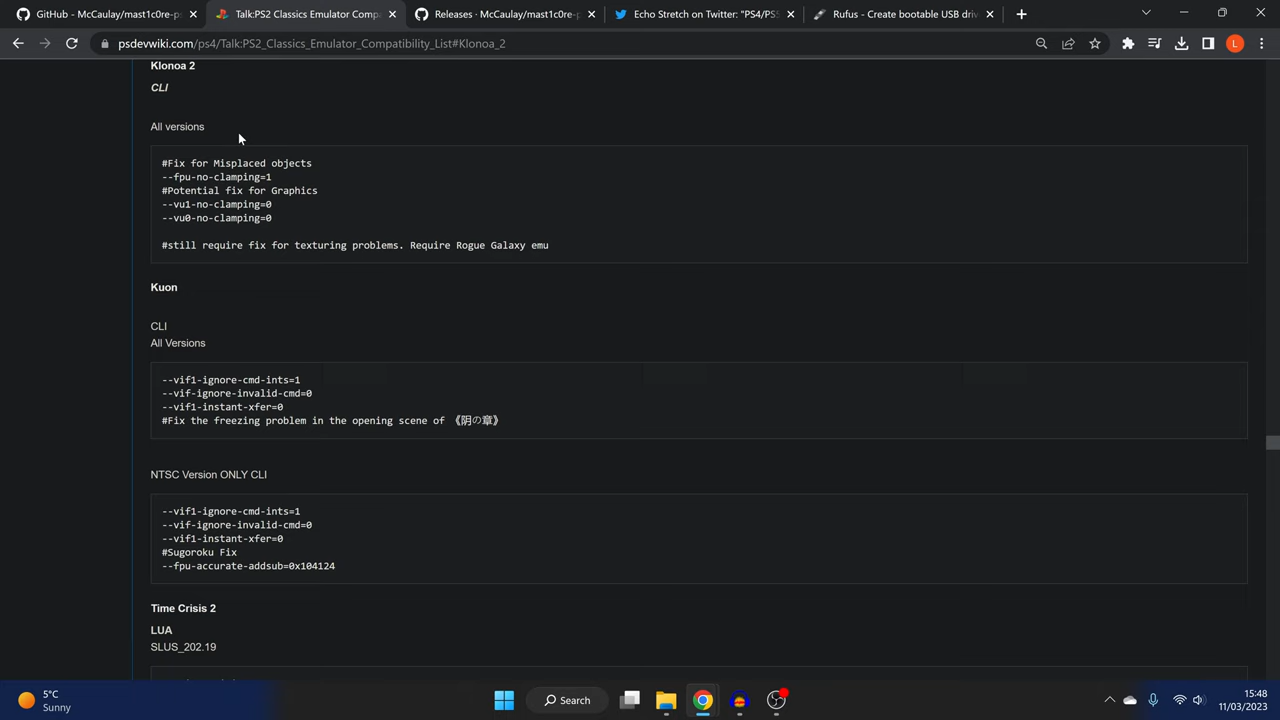 GitHub - McCaulay/mast1c0re-ps
Talk:PS2 Classics Emulator Compa
Releases · McCaulay/mast1c0re-p
Echo Stretch on Twitter: "PS4/PS5
Rufus - Create bootable USB driv
psdevwiki.com/ps4/Talk:PS2_Classics_Emulator_Compatibility_List#Klonoa_2
L
Klonoa 2
CLI
All versions
#Fix for Misplaced objects
--fpu-no-clamping=1
#Potential fix for Graphics
--vu1-no-clamping=0
--vu0-no-clamping=0
#still require fix for texturing problems. Require Rogue Galaxy emu
Kuon
CLI
All Versions
--vif1-ignore-cmd-ints=1
--vif-ignore-invalid-cmd=0
--vif1-instant-xfer=0
#Fix the freezing problem in the opening scene of 《阴の章》
NTSC Version ONLY CLI
--vif1-ignore-cmd-ints=1
--vif-ignore-invalid-cmd=0
--vif1-instant-xfer=0
#Sugoroku Fix
--fpu-accurate-addsub=0x104124
Time Crisis 2
LUA
SLUS_202.19
5°C
Sunny
Search
15:48
11/03/2023